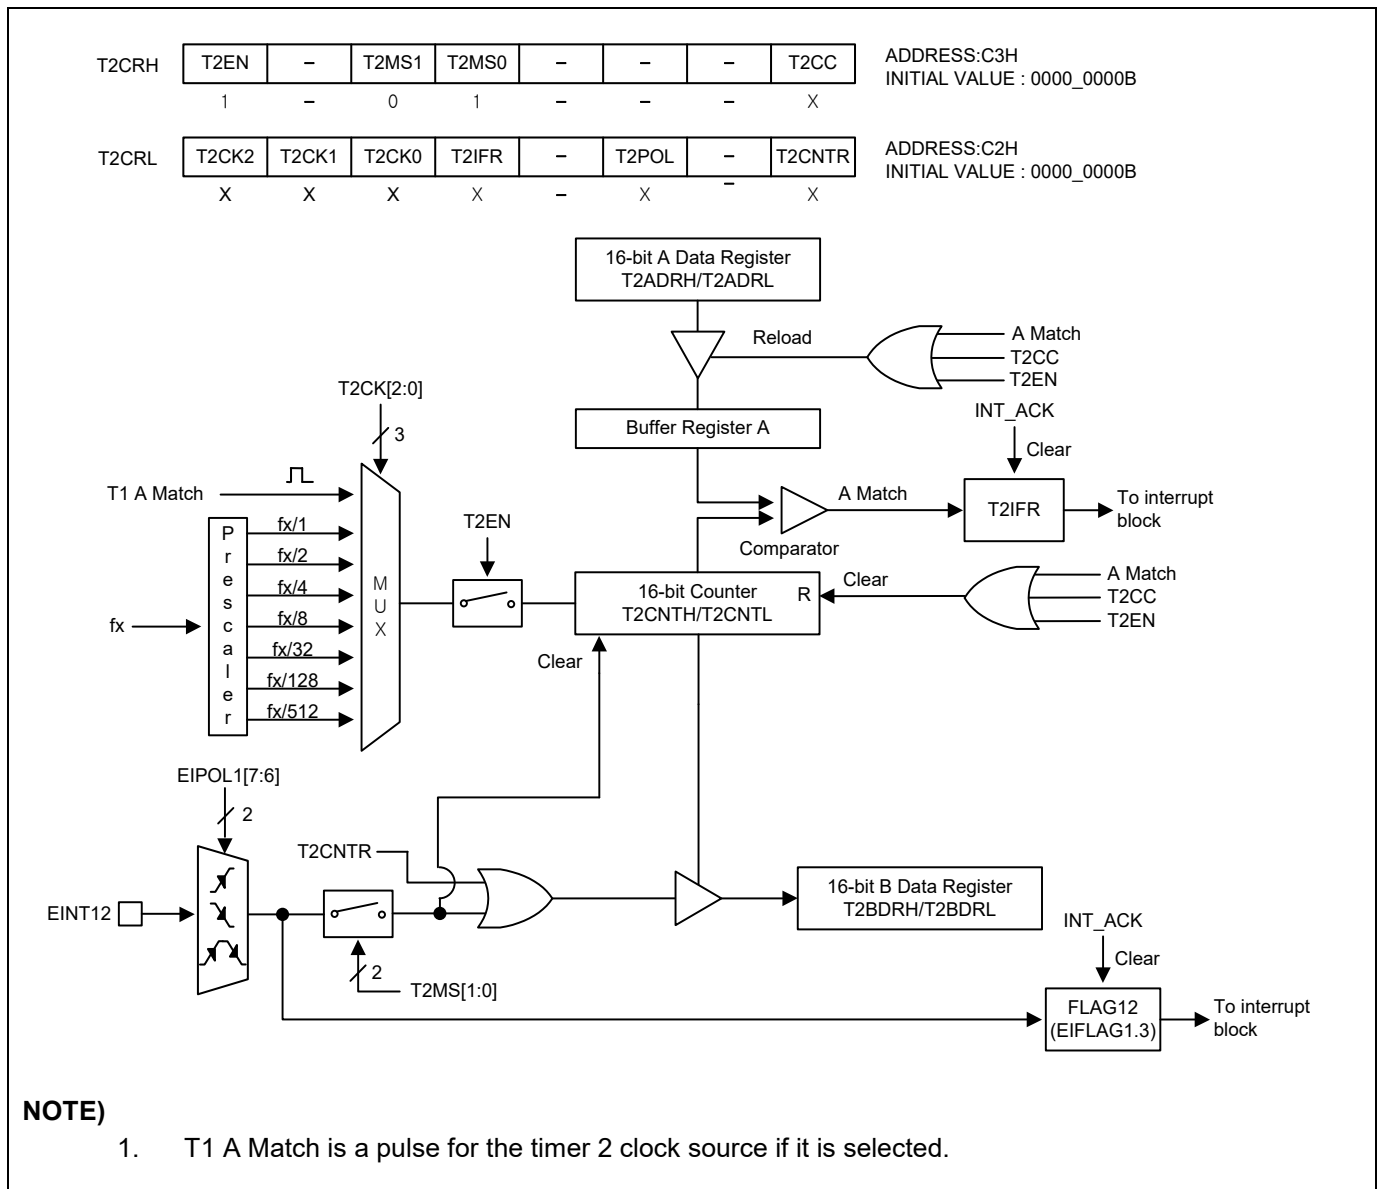 T2CRH T2EN – T2MS1 T2MS0 – – – T2CC ADDRESS:C3H
INITIAL VALUE : 0000_0000B
1 – 0 1 – – – X
T2CRL T2CK2 T2CK1 T2CK0 T2IFR – T2POL – T2CNTR ADDRESS:C2H
INITIAL VALUE : 0000_0000B
X X X X – X – X
16-bit A Data Register
T2ADRH/T2ADRL
Reload
A Match
T2CC
T2EN
T2CK[2:0]
3
Buffer Register A
INT_ACK
Clear
T1 A Match
A Match
T2IFR
To interrupt
block
Comparator
fx
Prescaler
fx/1
fx/2
fx/4
fx/8
fx/32
fx/128
fx/512
MUX
T2EN
16-bit Counter
T2CNTH/T2CNTL
R
Clear
A Match
T2CC
T2EN
Clear
EIPOL1[7:6]
2
T2CNTR
EINT12
2
T2MS[1:0]
16-bit B Data Register
T2BDRH/T2BDRL
INT_ACK
Clear
FLAG12
(EIFLAG1.3)
To interrupt
block
NOTE)
1. T1 A Match is a pulse for the timer 2 clock source if it is selected.